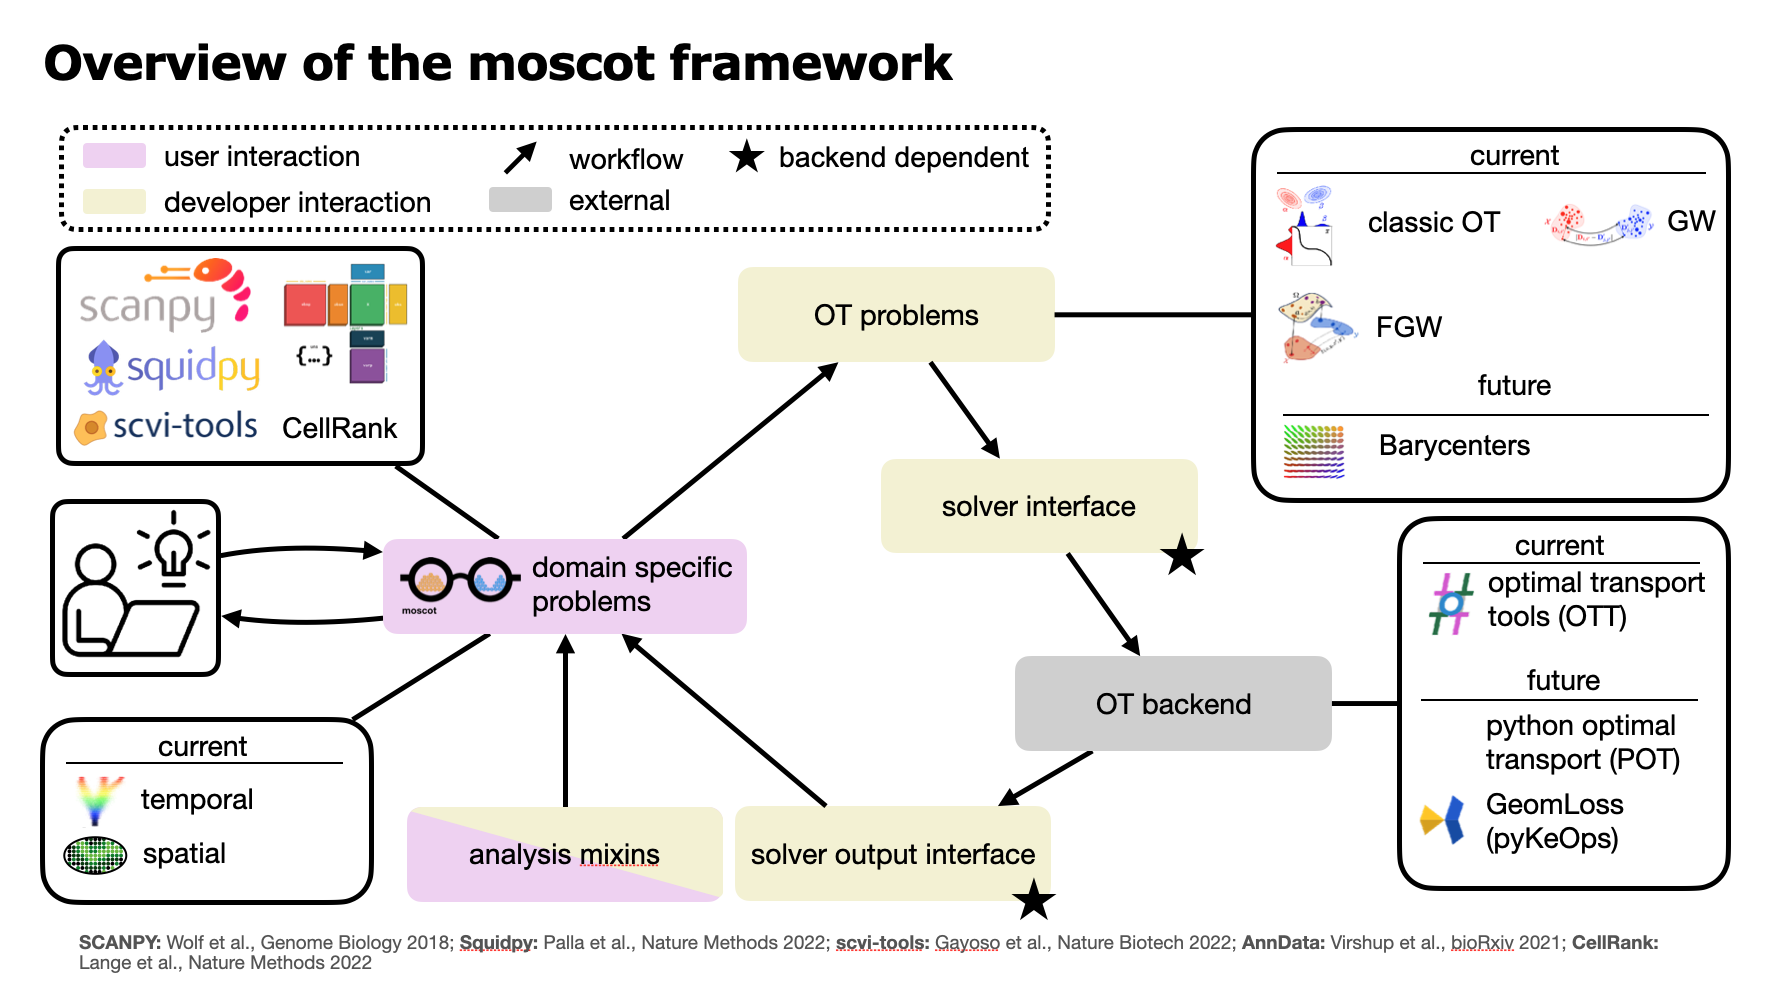 Overview of the moscot framework
user interaction
workflow
backend dependent
developer interaction
external
scanpy
squidpy
scvi-tools
CellRank
{...}
OT problems
current
classic OT
GW
FGW
future
Barycenters
solver interface
moscot
domain specific
problems
OT backend
current
optimal transport
tools (OTT)
future
python optimal
transport (POT)
GeomLoss
(pyKeOps)
current
temporal
spatial
analysis mixins
solver output interface
SCANPY: Wolf et al., Genome Biology 2018; Squidpy: Palla et al., Nature Methods 2022; scvi-tools: Gayoso et al., Nature Biotech 2022; AnnData: Virshup et al., bioRxiv 2021; CellRank:
Lange et al., Nature Methods 2022